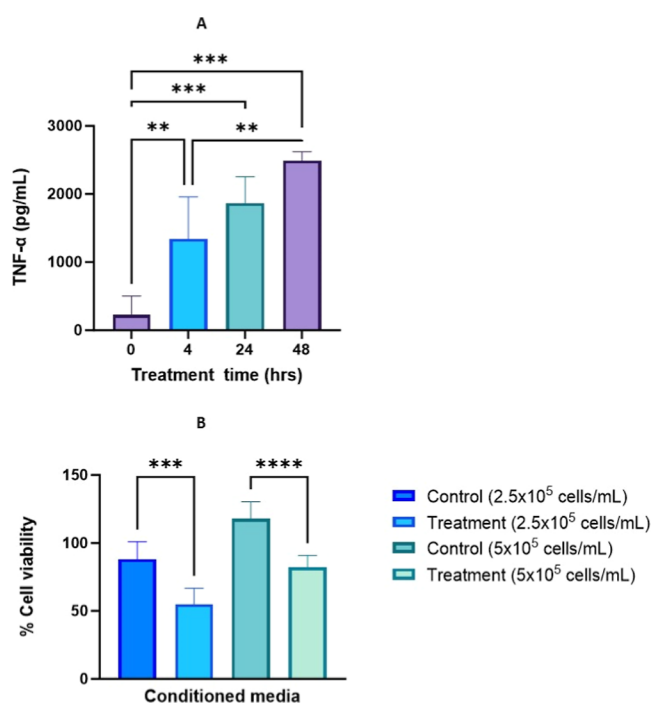 A
***
***
**
**
3000
2000
1000
0
TNF-α (pg/mL)
0 4 24 48
Treatment time (hrs)
B
***
****
150
100
50
0
% Cell viability
Conditioned media
Control (2.5x10⁵ cells/mL)
Treatment (2.5x10⁵ cells/mL)
Control (5x10⁵ cells/mL)
Treatment (5x10⁵ cells/mL)